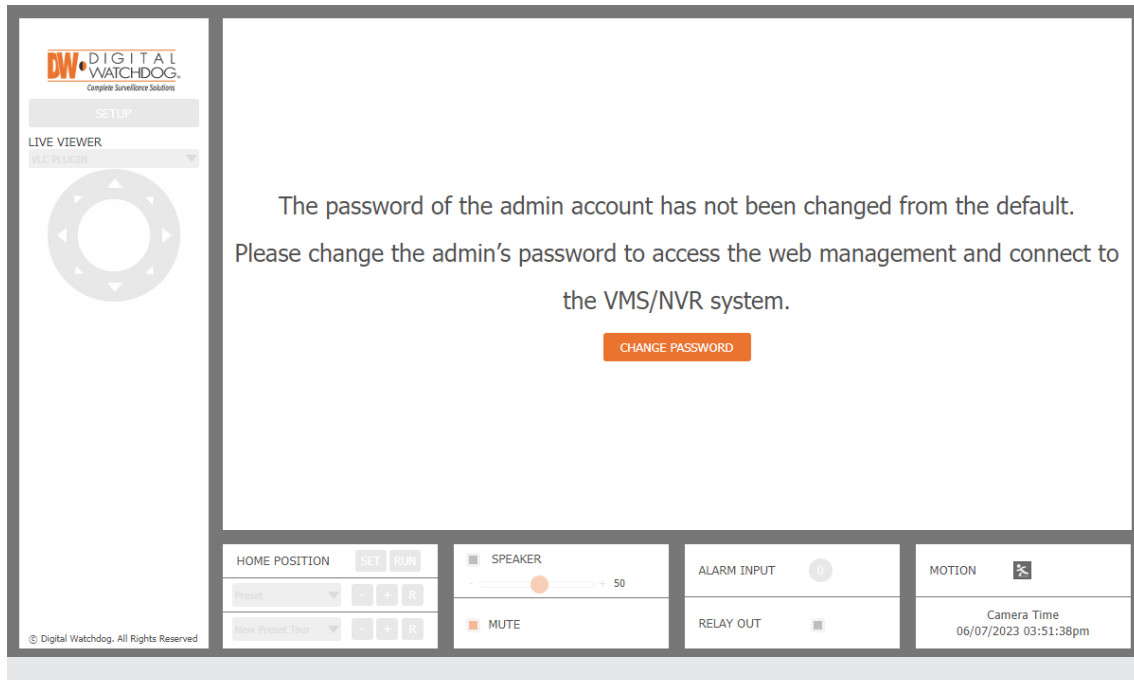 DW DIGITAL
WATCHDOG®
Complete Surveillance Solutions
SETUP
LIVE VIEWER
VLC PLUGIN
© Digital Watchdog. All Rights Reserved
The password of the admin account has not been changed from the default.
Please change the admin’s password to access the web management and connect to
the VMS/NVR system.
CHANGE PASSWORD
HOME POSITION SET RUN
Preset - + R
New Preset Tour - + R
SPEAKER
- + 50
MUTE
ALARM INPUT 0
RELAY OUT
MOTION
Camera Time
06/07/2023 03:51:38pm